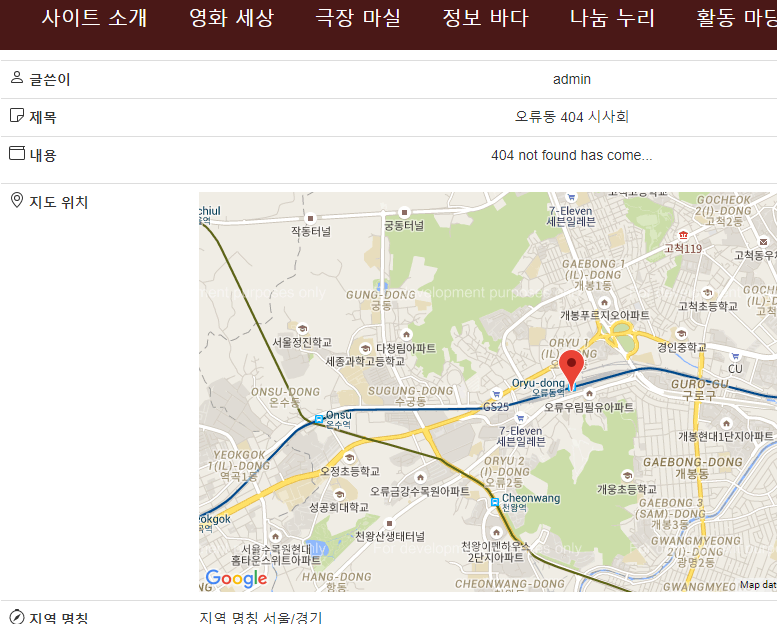 사이트 소개 영화 세상 극장 마실 정보 바다 나눔 누리 활동 마당
글쓴이 admin
제목 오류동 404 시사회
내용 404 not found has come...
지도 위치
chiul
작동터널
궁동터널
7-Eleven
세븐일레븐
GOCHEOK
2(I)-DONG
고척2동
고척119
고척동우체
GAEBONG 1
(IL)-DONG
개봉1동
For development purposes only
GUNG-DONG
궁동
고척초등학교
개봉푸르지오아파트
서울정진학교
다청림아파트
세종과학고등학교
ORYU 1
(IL)-DONG
경인중학교
CU
Oryu-dong
오류동역
GURO-GU
구로구
ONSU-DONG
온수동
SUGUNG-DONG
수궁동
GS25
오류우림필유아파트
Onsu
온수역
7-Eleven
세븐일레븐
개봉현대1단지아파트
YEOKGOK
1(IL)-DONG
역곡1동
오정초등학교
ORYU 2
(I)-DONG
오류2동
GAEBONG-DONG
개봉동
오류금강수목원아파트
개웅초등학교
성공회대학교
Cheonwang
천왕역
GAEBONG 3
(SAM)-DONG
개봉3동
eokgok
천왕산생태터널
GWANGMYEONG
2(I)-DONG
광명2동
서울수목원현대
홈타운스위트아파트
천왕이펜하우스
2단지아파트
For development purposes only
Google
HANG-DONG
항동
CHEONWANG-DONG
GWANGMYEONG
Map dat
지역 명칭 지역 명칭 서울/경기